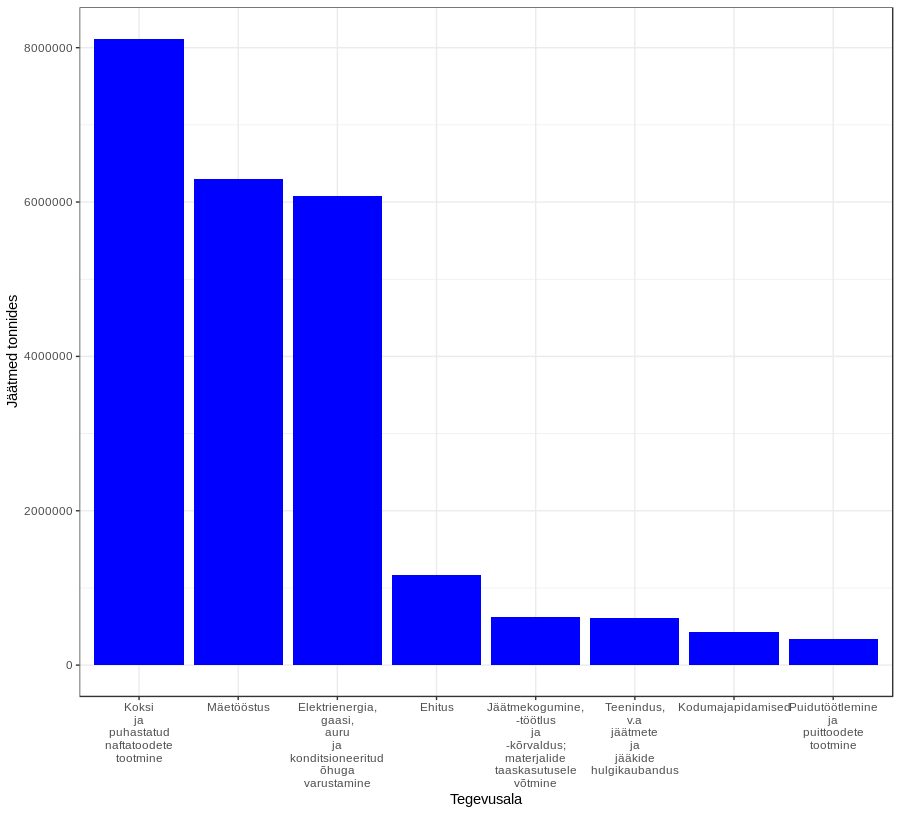 Jäätmed tonnides
8000000
6000000
4000000
2000000
0
Koksi
ja
puhastatud
naftatoodete
tootmine
Mäetööstus
Elektrienergia,
gaasi,
auru
ja
konditsioneeritud
õhuga
varustamine
Ehitus
Jäätmekogumine,
-töötlus
ja
-kõrvaldus;
materjalide
taaskasutusele
võtmine
Teenindus,
v.a
jäätmete
ja
jääkide
hulgikaubandus
Kodumajapidamised
Puidutöötlemine
ja
puittoodete
tootmine
Tegevusala